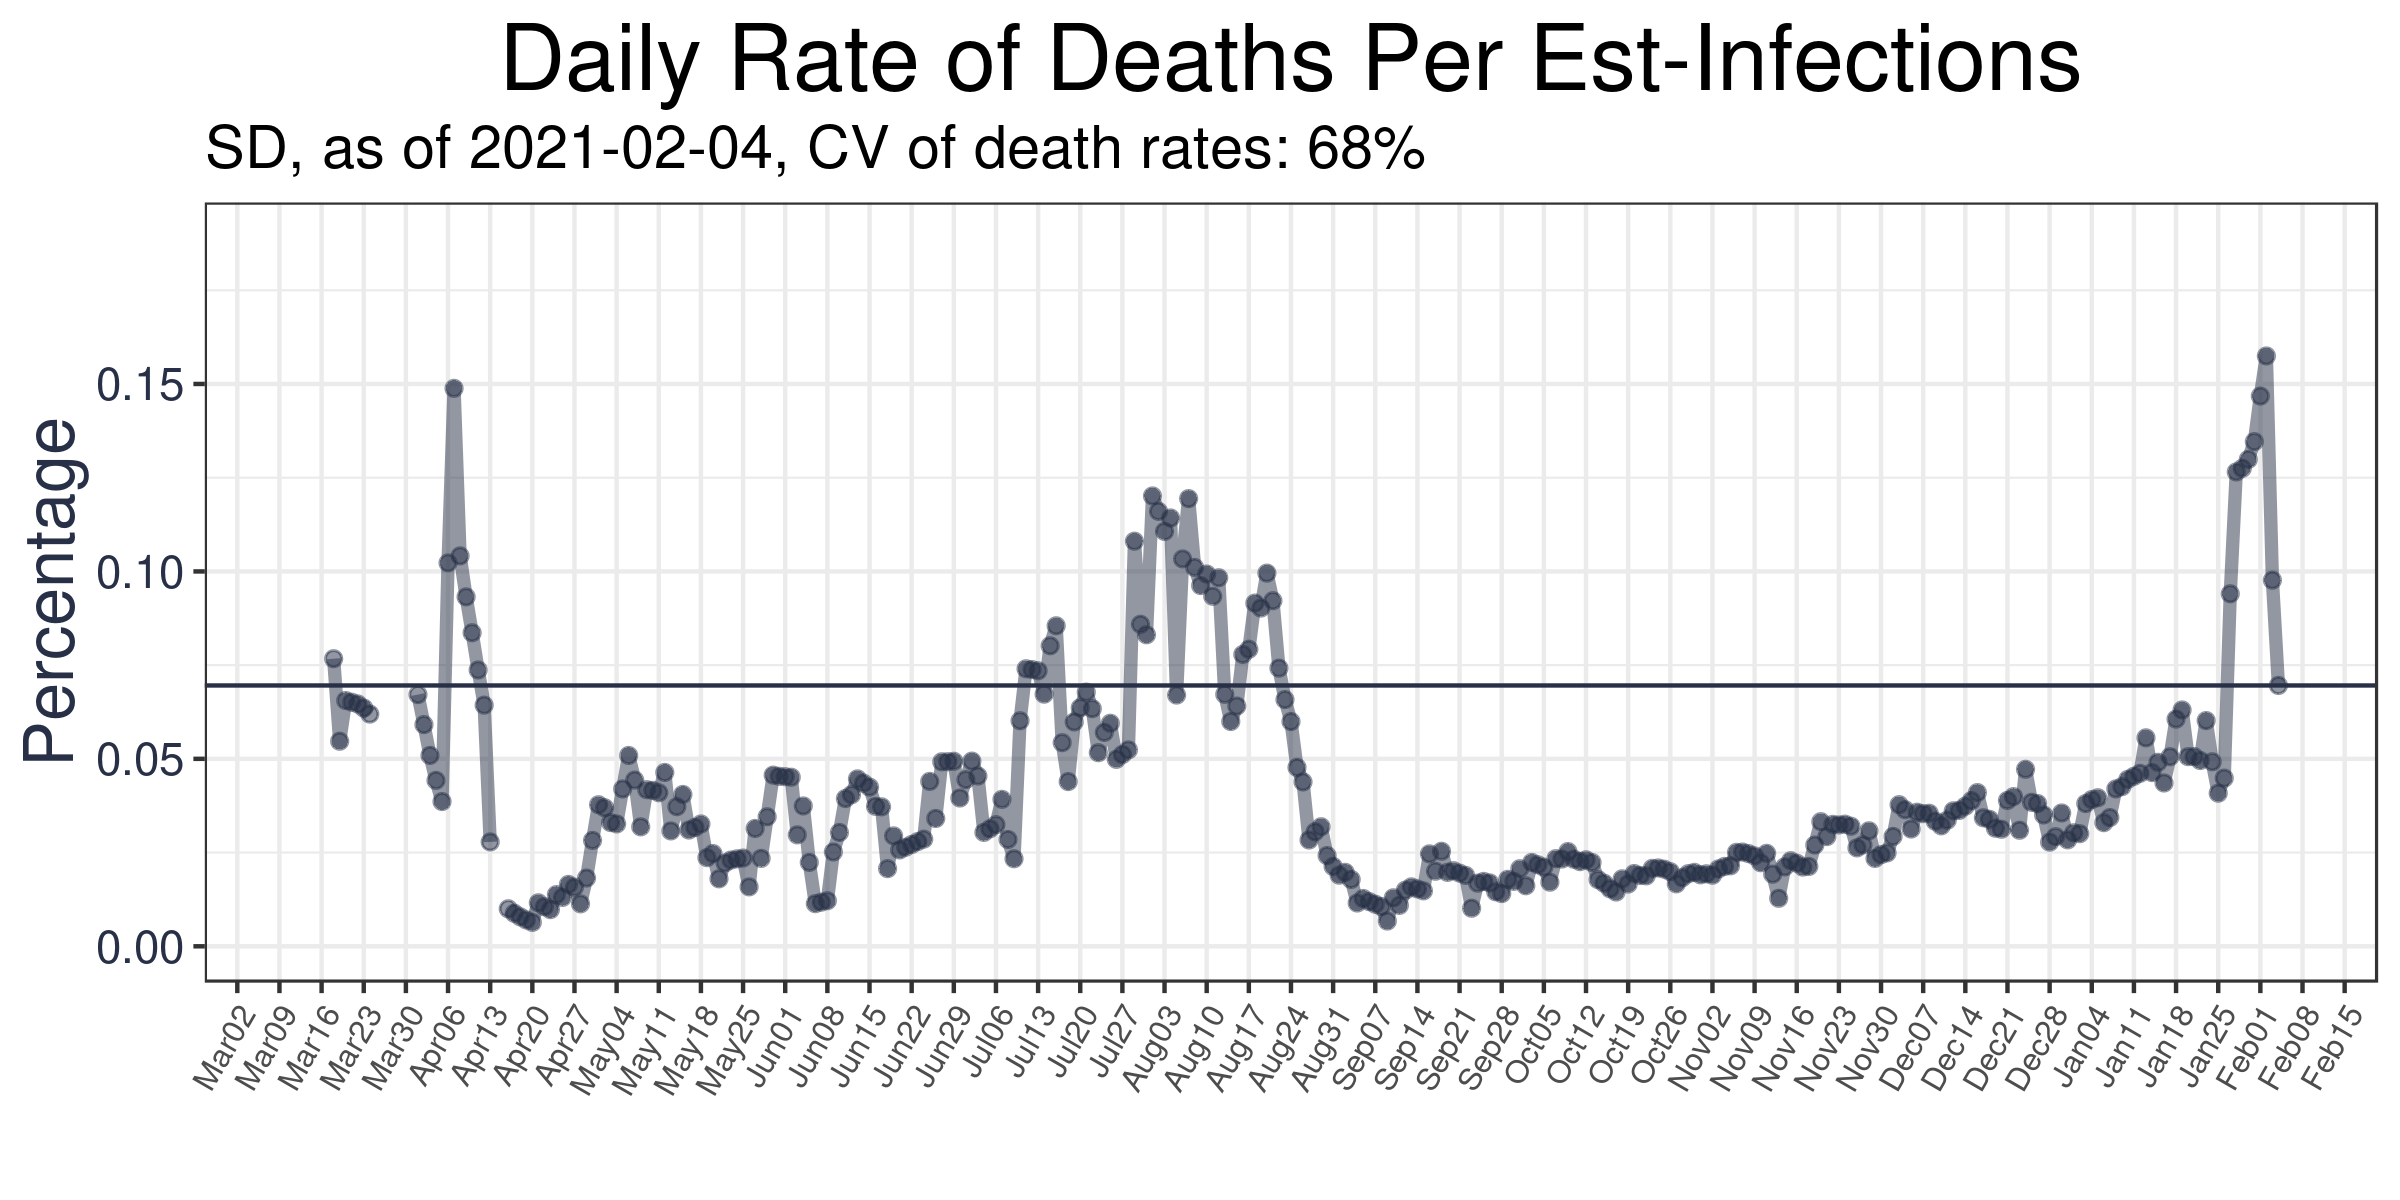 Daily Rate of Deaths Per Est-Infections
SD, as of 2021-02-04, CV of death rates: 68%
Percentage
0.15
0.10
0.05
0.00
Mar02
Mar09
Mar16
Mar23
Mar30
Apr06
Apr13
Apr20
Apr27
May04
May11
May18
May25
Jun01
Jun08
Jun15
Jun22
Jun29
Jul06
Jul13
Jul20
Jul27
Aug03
Aug10
Aug17
Aug24
Aug31
Sep07
Sep14
Sep21
Sep28
Oct05
Oct12
Oct19
Oct26
Nov02
Nov09
Nov16
Nov23
Nov30
Dec07
Dec14
Dec21
Dec28
Jan04
Jan11
Jan18
Jan25
Feb01
Feb08
Feb15